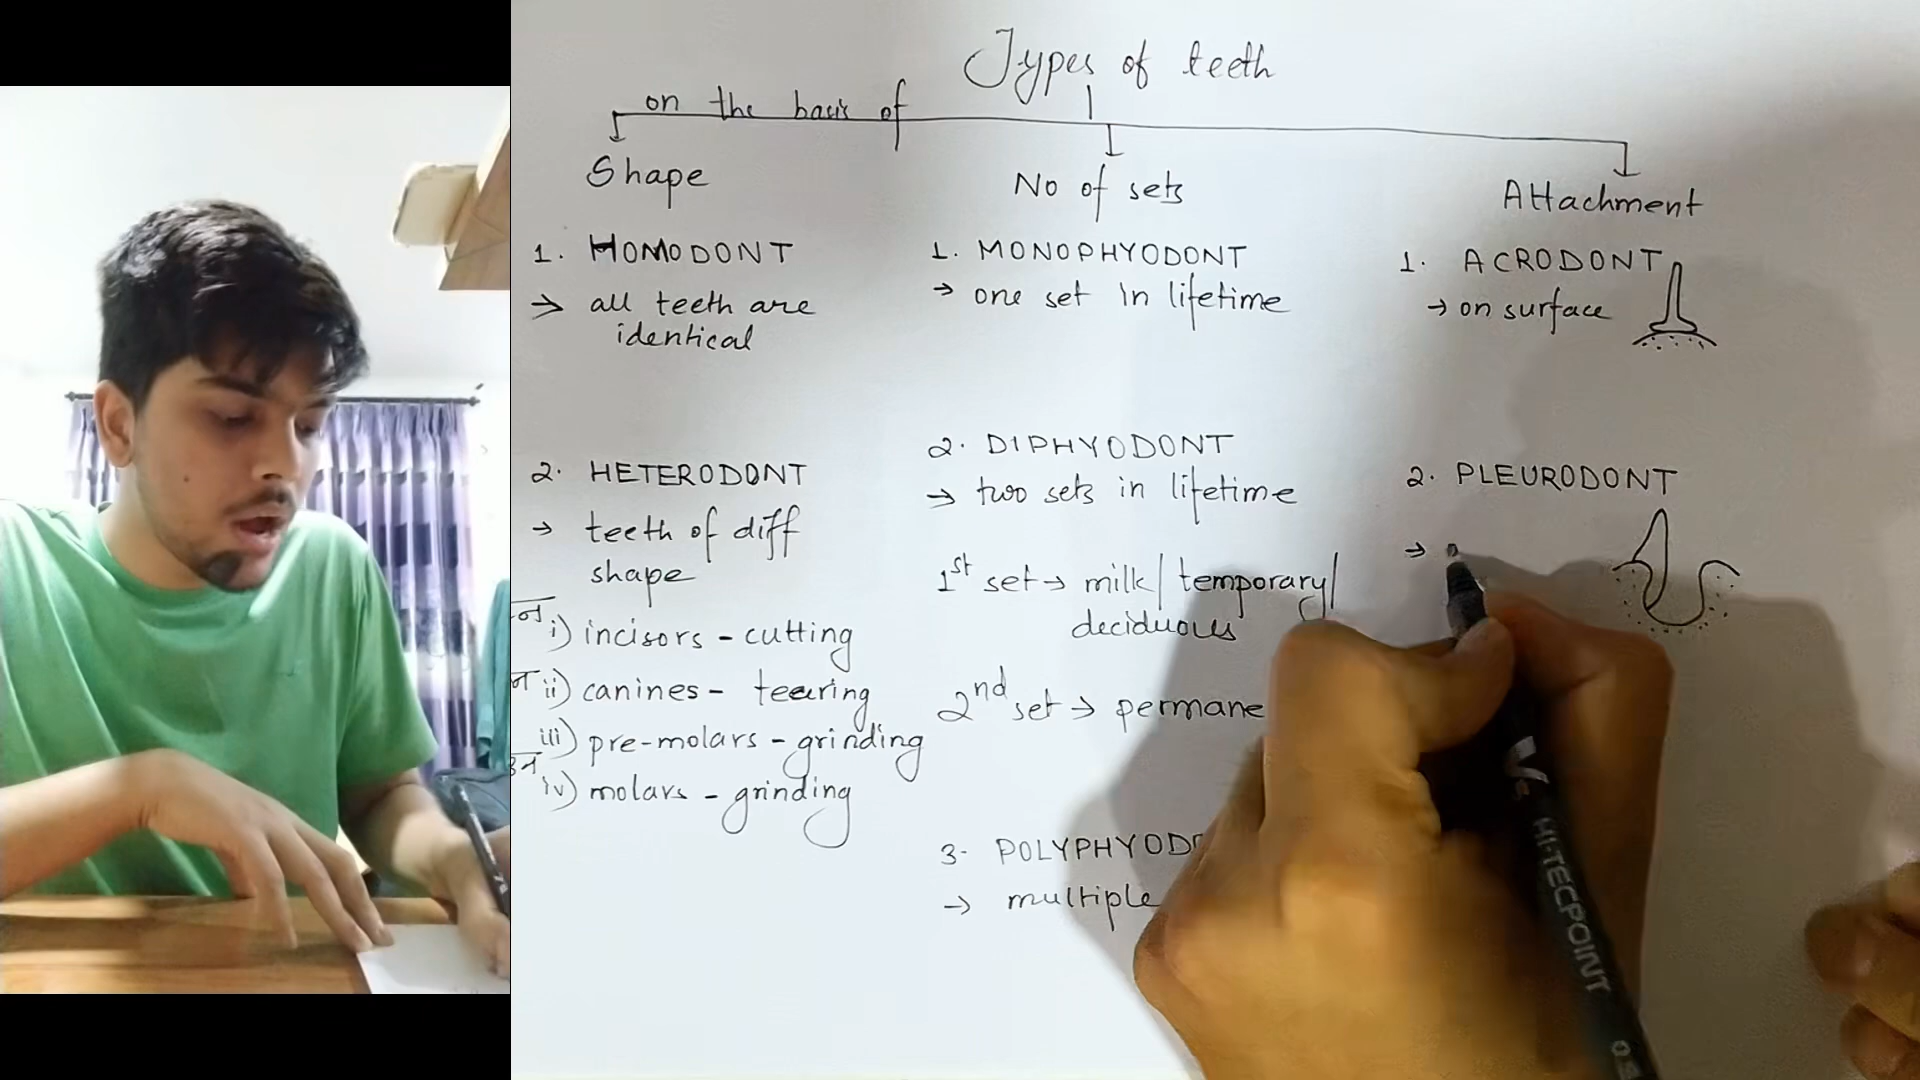 Types of teeth
on the basis of
Shape
1. HOMODONT
→ all teeth are
identical
2. HETERODONT
→ teeth of diff
shape
i) incisors - cutting
ii) canines - tearing
iii) pre-molars - grinding
iv) molars - grinding
No of sets
1. MONOPHYODONT
→ one set in lifetime
2. DIPHYODONT
→ two sets in lifetime
1st set → milk/temporary/
deciduous
2nd set → permane
3- POLYPHYOD
→ multiple
Attachment
1. ACRODONT
→ on surface
2. PLEURODONT
→
HI-TECPOINT